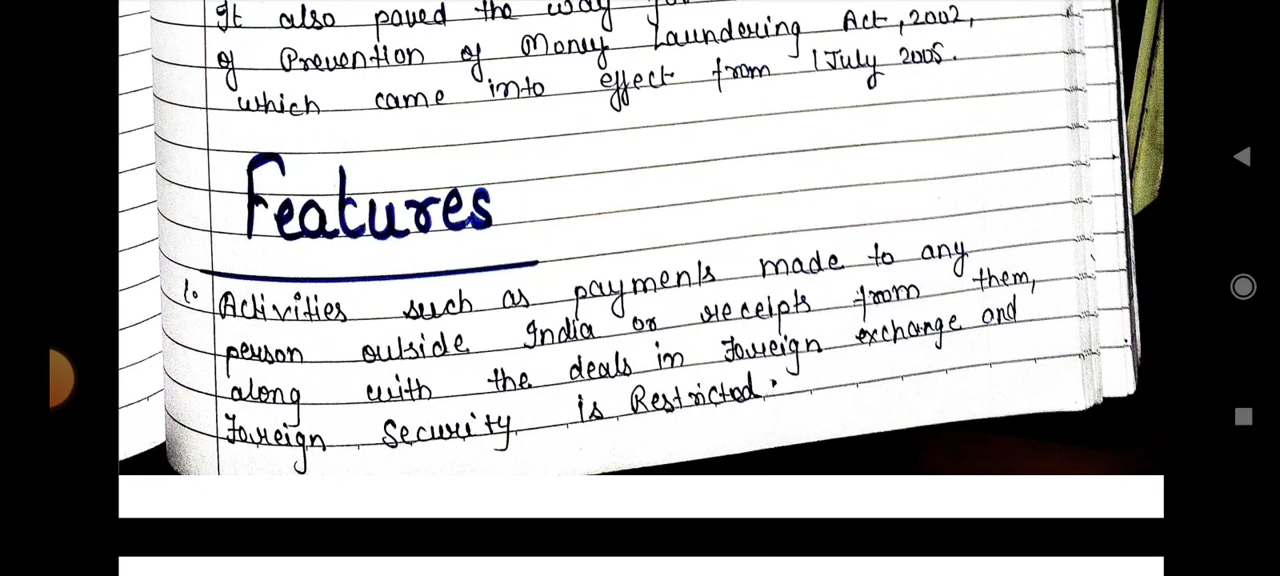 It also paved the way
of Prevention of Money Laundering Act, 2002,
which came into effect from 1 July 2005.
Features
1. Activities such as payments made to any
person outside India or receipts from them,
along with the deals in foreign exchange and
foreign Security is Restricted.